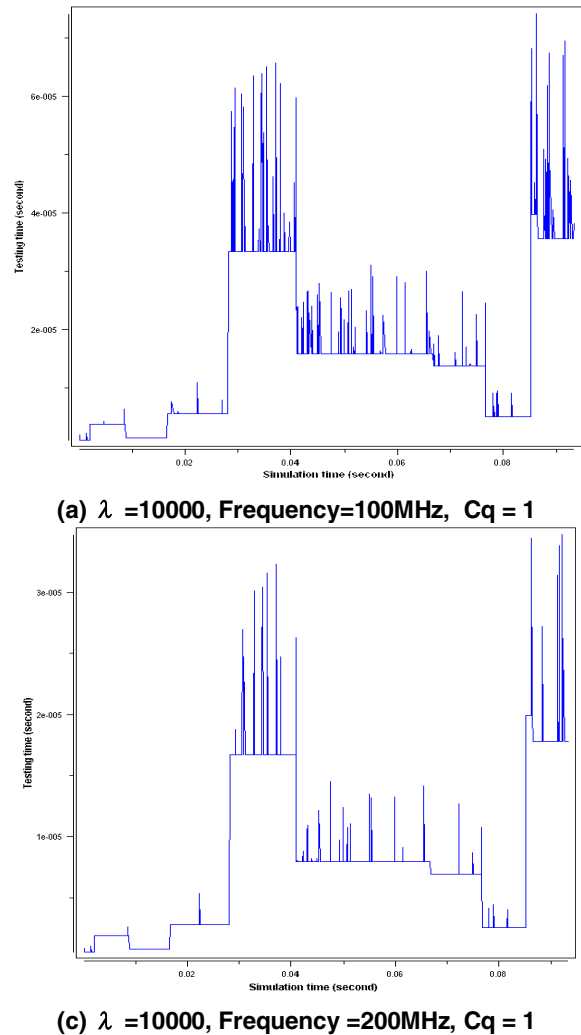 6e-005
4e-005
2e-005
Testing time (second)
0.02 0.04 0.06 0.08
Simulation time (second)
(a) λ =10000, Frequency=100MHz, Cq = 1
3e-005
2e-005
1e-005
Testing time (second)
0.02 0.04 0.06 0.08
Simulation time (second)
(c) λ =10000, Frequency =200MHz, Cq = 1